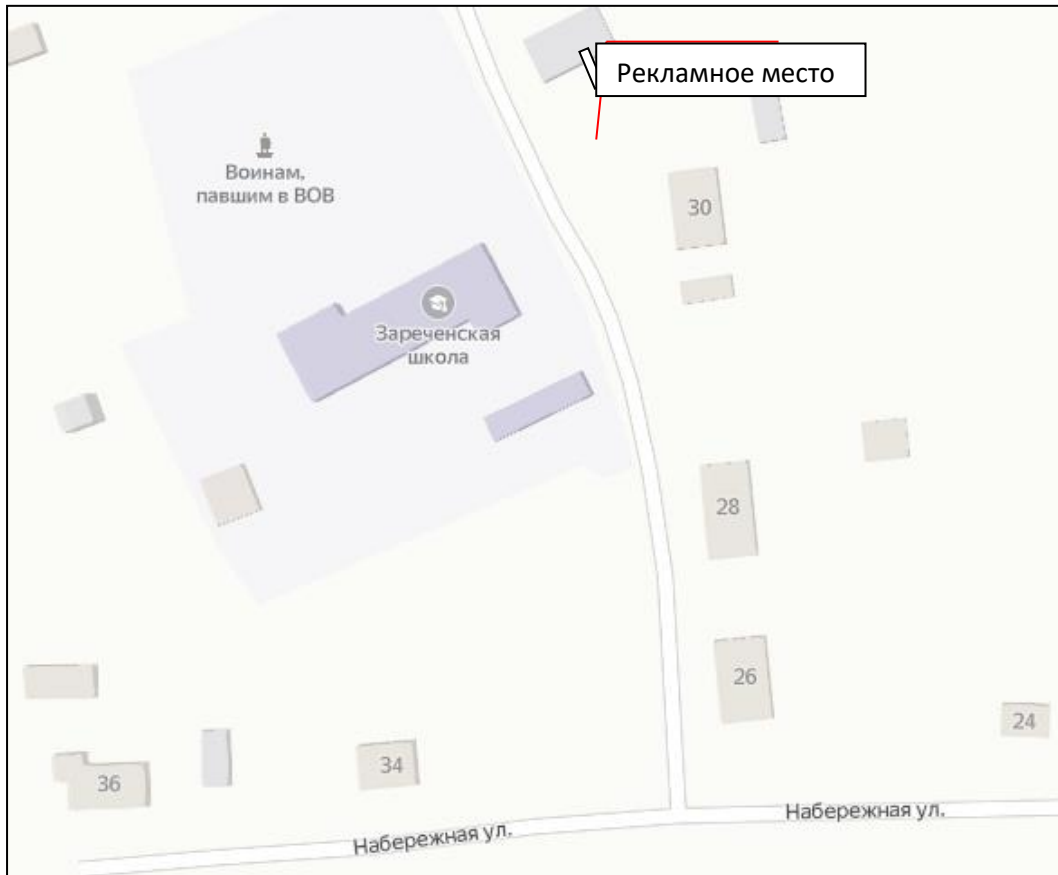 Рекламное место
Воинам,
павшим в ВОВ
30
Зареченская
школа
28
26
24
34
36
Набережная ул.
Набережная ул.